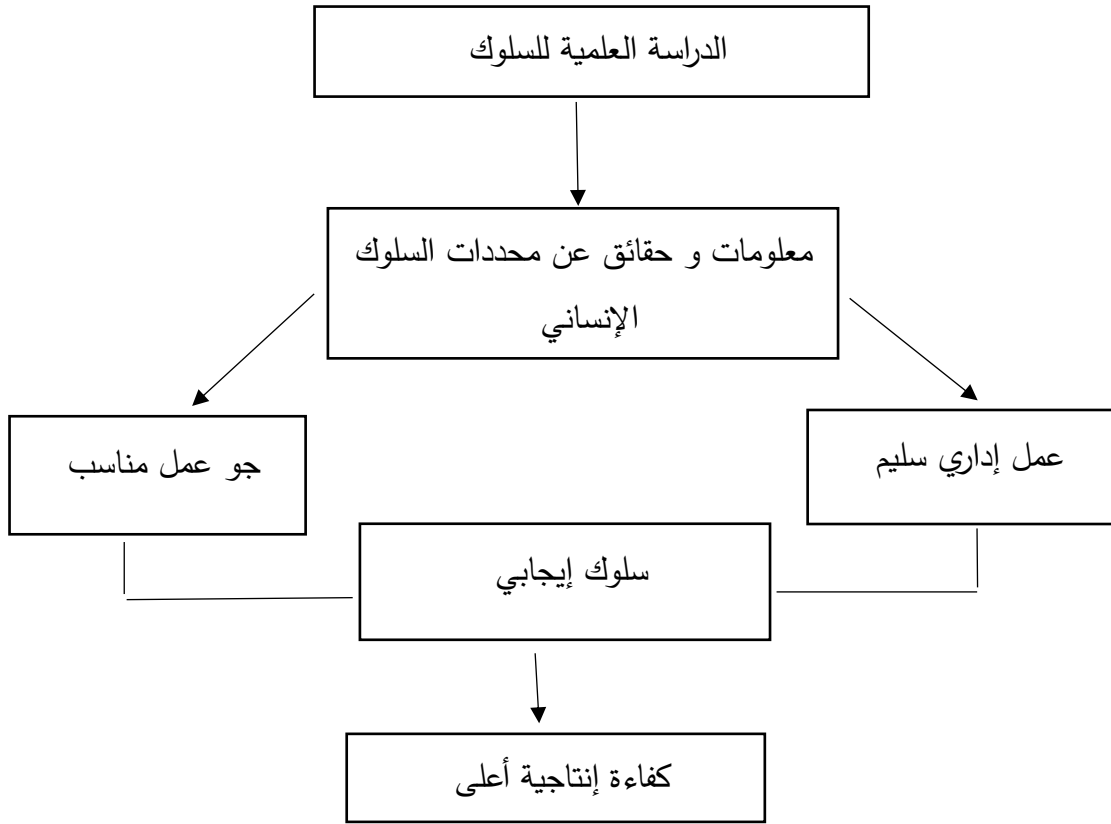 الدراسة العلمية للسلوك
معلومات و حقائق عن محددات السلوك
الإنساني
عمل إداري سليم
جو عمل مناسب
سلوك إيجابي
كفاءة إنتاجية أعلى